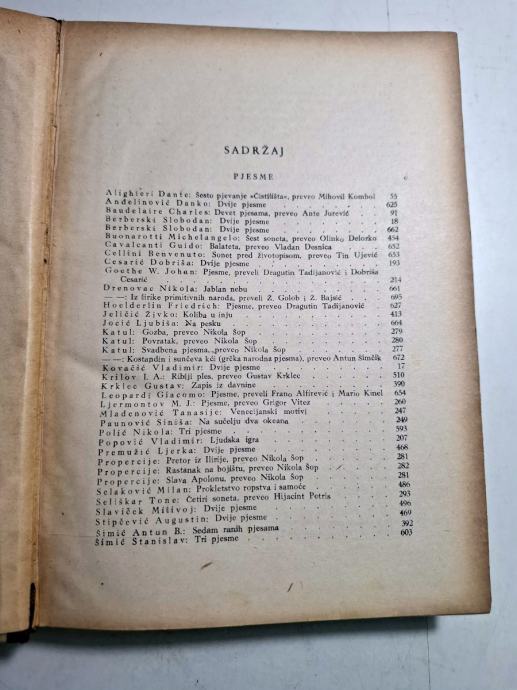 SADRŽAJ
PJESME
Alighieri Dante: Šesto pjevanje »Čistilišta«, preveo Mihovil Kombol 55
Anđelinović Danko: Dvije pjesme 625
Baudelaire Charles: Devet pjesama, preveo Ante Jurević 91
Berberski Slobodan: Dvije pjesme 18
Berberski Slobodan: Dvije pjesme 662
Buonarotti Michelangelo: Šest soneta, preveo Olinko Delorko 454
Cavalcanti Guido: Balateta, preveo Vladan Desnica 652
Cellini Benvenuto: Sonet pred životopisom, preveo Tin Ujević 653
Cesarić Dobriša: Dvije pjesme 193
Goethe W. Johan: Pjesme, preveli Dragutin Tadijanović i Dobriša
Cesarić 214
Drenovac Nikola: Jablan nebu 661
— —: Iz lirike primitivnih naroda, preveli Z. Golob i Ž. Bajsić 695
Hoelderlin Friedrich: Pjesme, preveo Dragutin Tadijanović 627
Jeličić Živko: Koliba u inju 413
Jocić Ljubiša: Na pesku 664
Katul: Gozba, preveo Nikola Šop 279
Katul: Povratak, preveo Nikola Šop 280
Katul: Svadbena pjesma, preveo Nikola Šop 277
— —: Kostandin i sunčeva kći (grčka narodna pjesma), preveo Antun Šimčik 672
Kovačić Vladimir: Dvije pjesme 17
Krilov I. A.: Riblji ples, preveo Gustav Krklec 510
Krklec Gustav: Zapis iz davnine 390
Leopardi Giacomo: Pjesme, preveli Frano Alfirević i Mario Kinel 654
Ljermontov M. J.: Pjesme, preveo Grigor Vitez 260
Mladenović Tanasije: Venecijanski motivi 247
Paunović Siniša: Na sučelju dva okeana 249
Polić Nikola: Tri pjesme 593
Popović Vladimir: Ljudska igra 207
Premužić Ljerka: Dvije pjesme 468
Propercije: Pretor iz Ilirije, preveo Nikola Šop 281
Propercije: Rastanak na bojištu, preveo Nikola Šop 282
Propercije: Slava Apolonu, preveo Nikola Šop 281
Selaković Milan: Prokletstvo ropstva i samoće 486
Seliškar Tone: Četiri soneta, preveo Hijacint Petris 293
Slaviček Milivoj: Dvije pjesme 496
Stipčević Augustin: Dvije pjesme 469
Šimić Antun B.: Sedam ranih pjesama 392
Šimić Stanislav: Tri pjesme 603